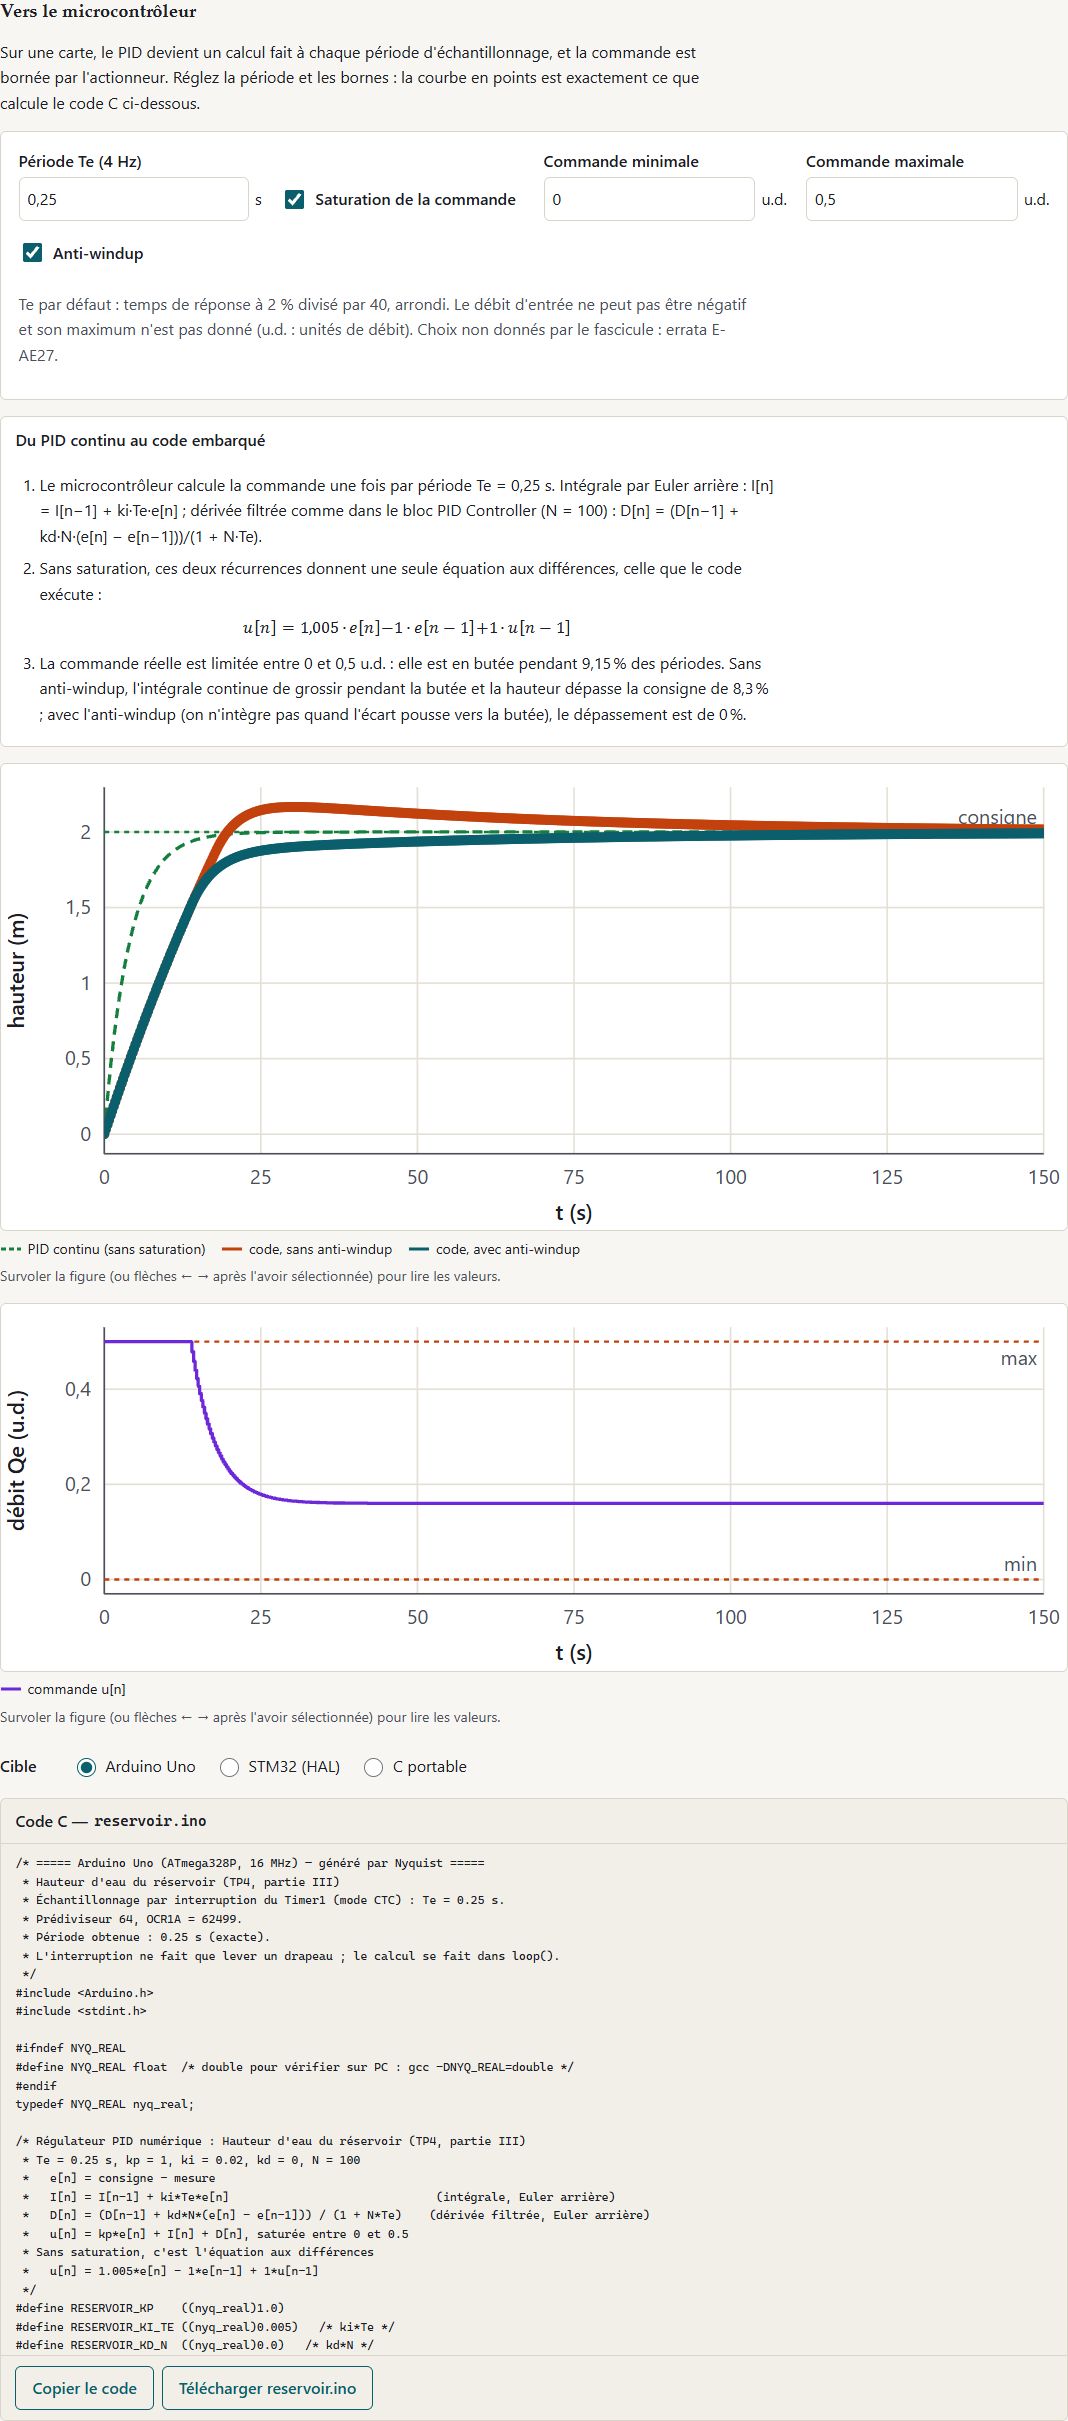 Vers le microcontrôleur
Sur une carte, le PID devient un calcul fait à chaque période d'échantillonnage, et la commande est
bornée par l'actionneur. Réglez la période et les bornes : la courbe en points est exactement ce que
calcule le code C ci-dessous.
Période Te (4 Hz)
0,25 s
Saturation de la commande
Commande minimale
0 u.d.
Commande maximale
0,5 u.d.
Anti-windup
Te par défaut : temps de réponse à 2 % divisé par 40, arrondi. Le débit d'entrée ne peut pas être négatif
et son maximum n'est pas donné (u.d. : unités de débit). Choix non donnés par le fascicule : errata E-
AE27.
Du PID continu au code embarqué
1. Le microcontrôleur calcule la commande une fois par période Te = 0,25 s. Intégrale par Euler arrière : I[n]
= I[n−1] + ki·Te·e[n] ; dérivée filtrée comme dans le bloc PID Controller (N = 100) : D[n] = (D[n−1] +
kd·N·(e[n] − e[n−1]))/(1 + N·Te).
2. Sans saturation, ces deux récurrences donnent une seule équation aux différences, celle que le code
exécute :
u[n] = 1,005·e[n]−1·e[n − 1]+1·u[n − 1]
3. La commande réelle est limitée entre 0 et 0,5 u.d. : elle est en butée pendant 9,15 % des périodes. Sans
anti-windup, l'intégrale continue de grossir pendant la butée et la hauteur dépasse la consigne de 8,3 %
; avec l'anti-windup (on n'intègre pas quand l'écart pousse vers la butée), le dépassement est de 0 %.
consigne
2
1,5
1
0,5
0
hauteur (m)
0 25 50 75 100 125 150
t (s)
PID continu (sans saturation) code, sans anti-windup code, avec anti-windup
Survoler la figure (ou flèches ← → après l'avoir sélectionnée) pour lire les valeurs.
max
0,4
0,2
min
0
débit Qe (u.d.)
0 25 50 75 100 125 150
t (s)
commande u[n]
Survoler la figure (ou flèches ← → après l'avoir sélectionnée) pour lire les valeurs.
Cible Arduino Uno STM32 (HAL) C portable
Code C — reservoir.ino
/* ===== Arduino Uno (ATmega328P, 16 MHz) — généré par Nyquist =====
 * Hauteur d'eau du réservoir (TP4, partie III)
 * Échantillonnage par interruption du Timer1 (mode CTC) : Te = 0.25 s.
 * Prédiviseur 64, OCR1A = 62499.
 * Période obtenue : 0.25 s (exacte).
 * L'interruption ne fait que lever un drapeau ; le calcul se fait dans loop().
 */
#include <Arduino.h>
#include <stdint.h>
#ifndef NYQ_REAL
#define NYQ_REAL float  /* double pour vérifier sur PC : gcc -DNYQ_REAL=double */
#endif
typedef NYQ_REAL nyq_real;
/* Régulateur PID numérique : Hauteur d'eau du réservoir (TP4, partie III)
 * Te = 0.25 s, kp = 1, ki = 0.02, kd = 0, N = 100
 *   e[n] = consigne − mesure
 *   I[n] = I[n−1] + ki*Te*e[n]                              (intégrale, Euler arrière)
 *   D[n] = (D[n−1] + kd*N*(e[n] − e[n−1])) / (1 + N*Te)    (dérivée filtrée, Euler arrière)
 *   u[n] = kp*e[n] + I[n] + D[n], saturée entre 0 et 0.5
 * Sans saturation, c'est l'équation aux différences
 *   u[n] = 1.005*e[n] − 1*e[n−1] + 1*u[n−1]
 */
#define RESERVOIR_KP    ((nyq_real)1.0)
#define RESERVOIR_KI_TE ((nyq_real)0.005)   /* ki*Te */
#define RESERVOIR_KD_N  ((nyq_real)0.0)   /* kd*N */
Copier le code Télécharger reservoir.ino